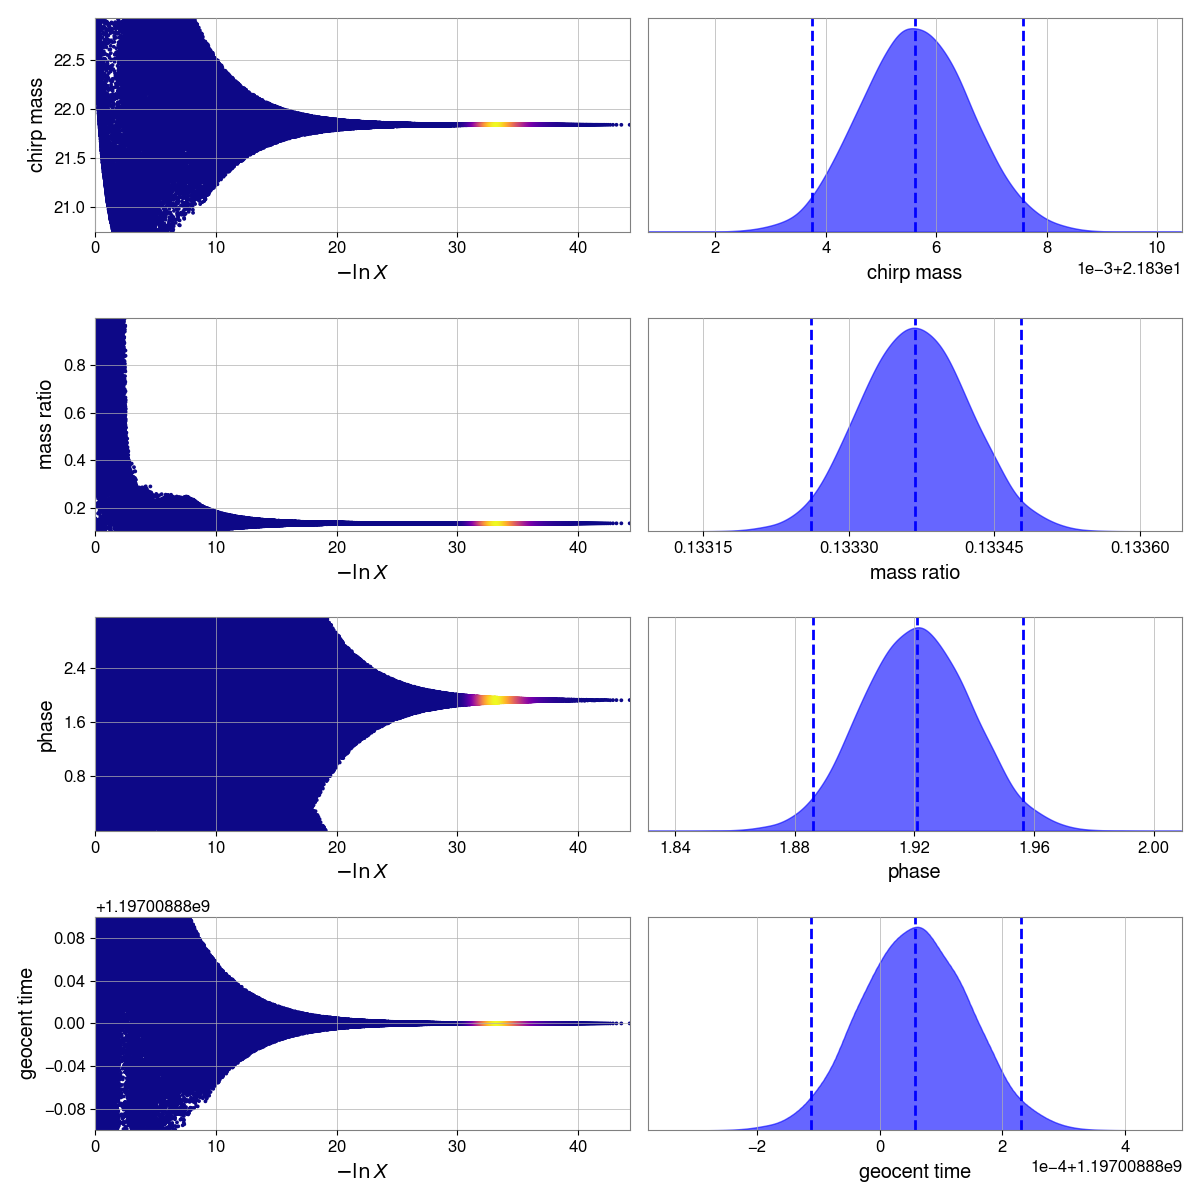 22.5
22.0
21.5
21.0
chirp mass
0 10 20 30 40
−ln X
2 4 6 8 10
1e−3+2.183e1
chirp mass
0.8
0.6
0.4
0.2
mass ratio
0 10 20 30 40
−ln X
0.13315 0.13330 0.13345 0.13360
mass ratio
2.4
1.6
0.8
phase
0 10 20 30 40
−ln X
1.84 1.88 1.92 1.96 2.00
phase
+1.19700888e9
0.08
0.04
0.00
−0.04
−0.08
geocent time
0 10 20 30 40
−ln X
−2 0 2 4
1e−4+1.19700888e9
geocent time